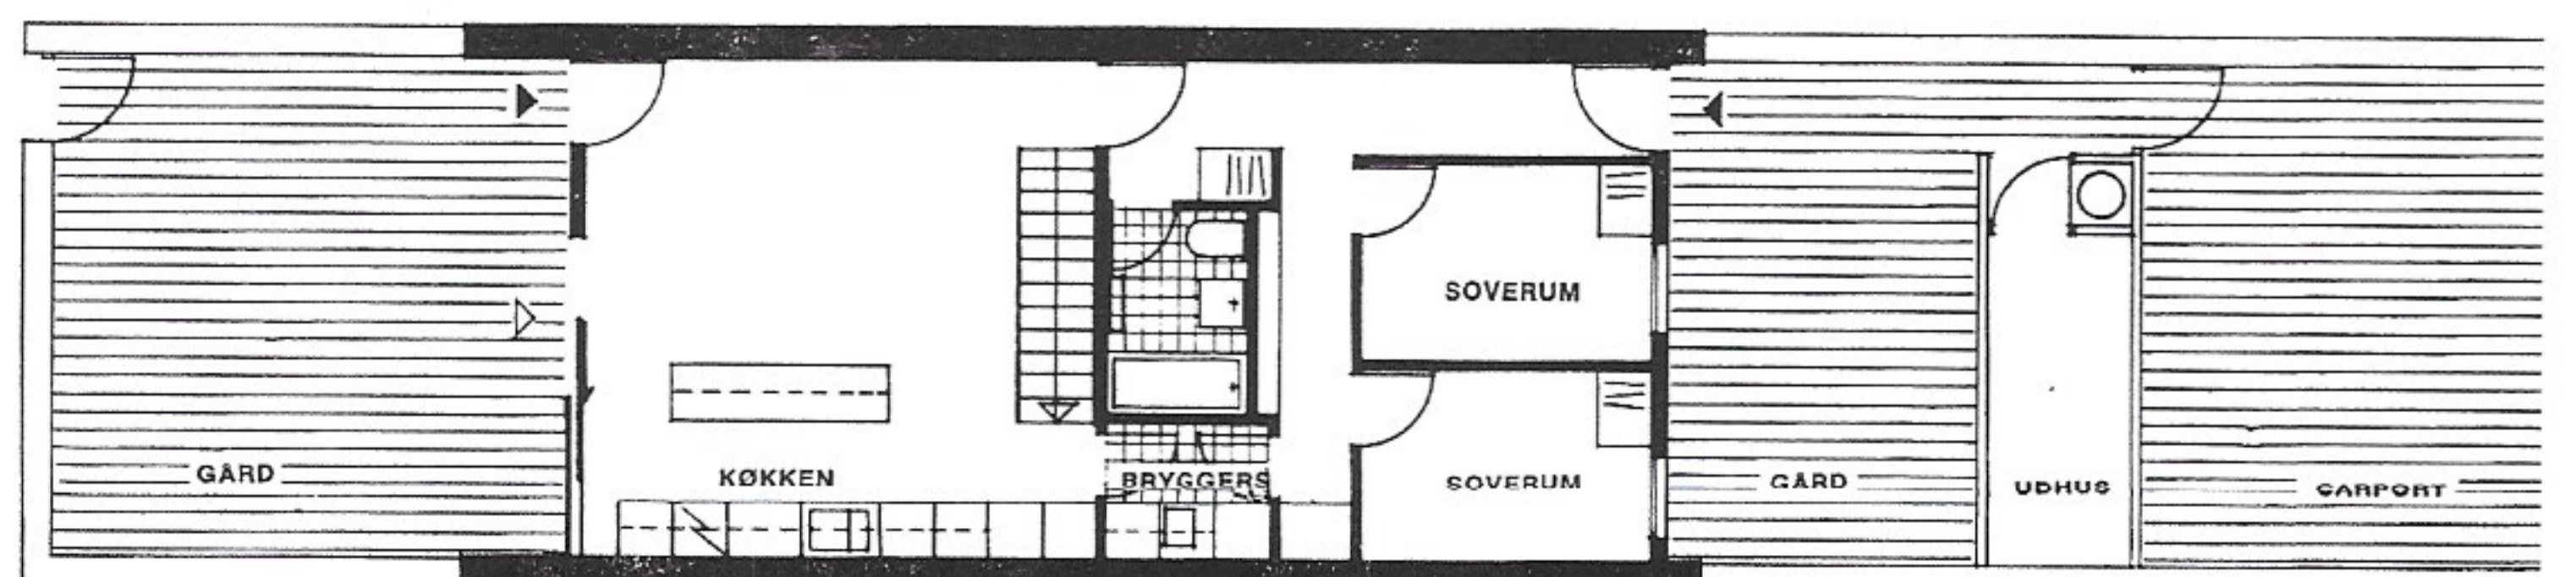 SOVERUM
GÅRD
KØKKEN
BRYGGERS
SOVERUM
GÅRD
UDHUS
CARPORT